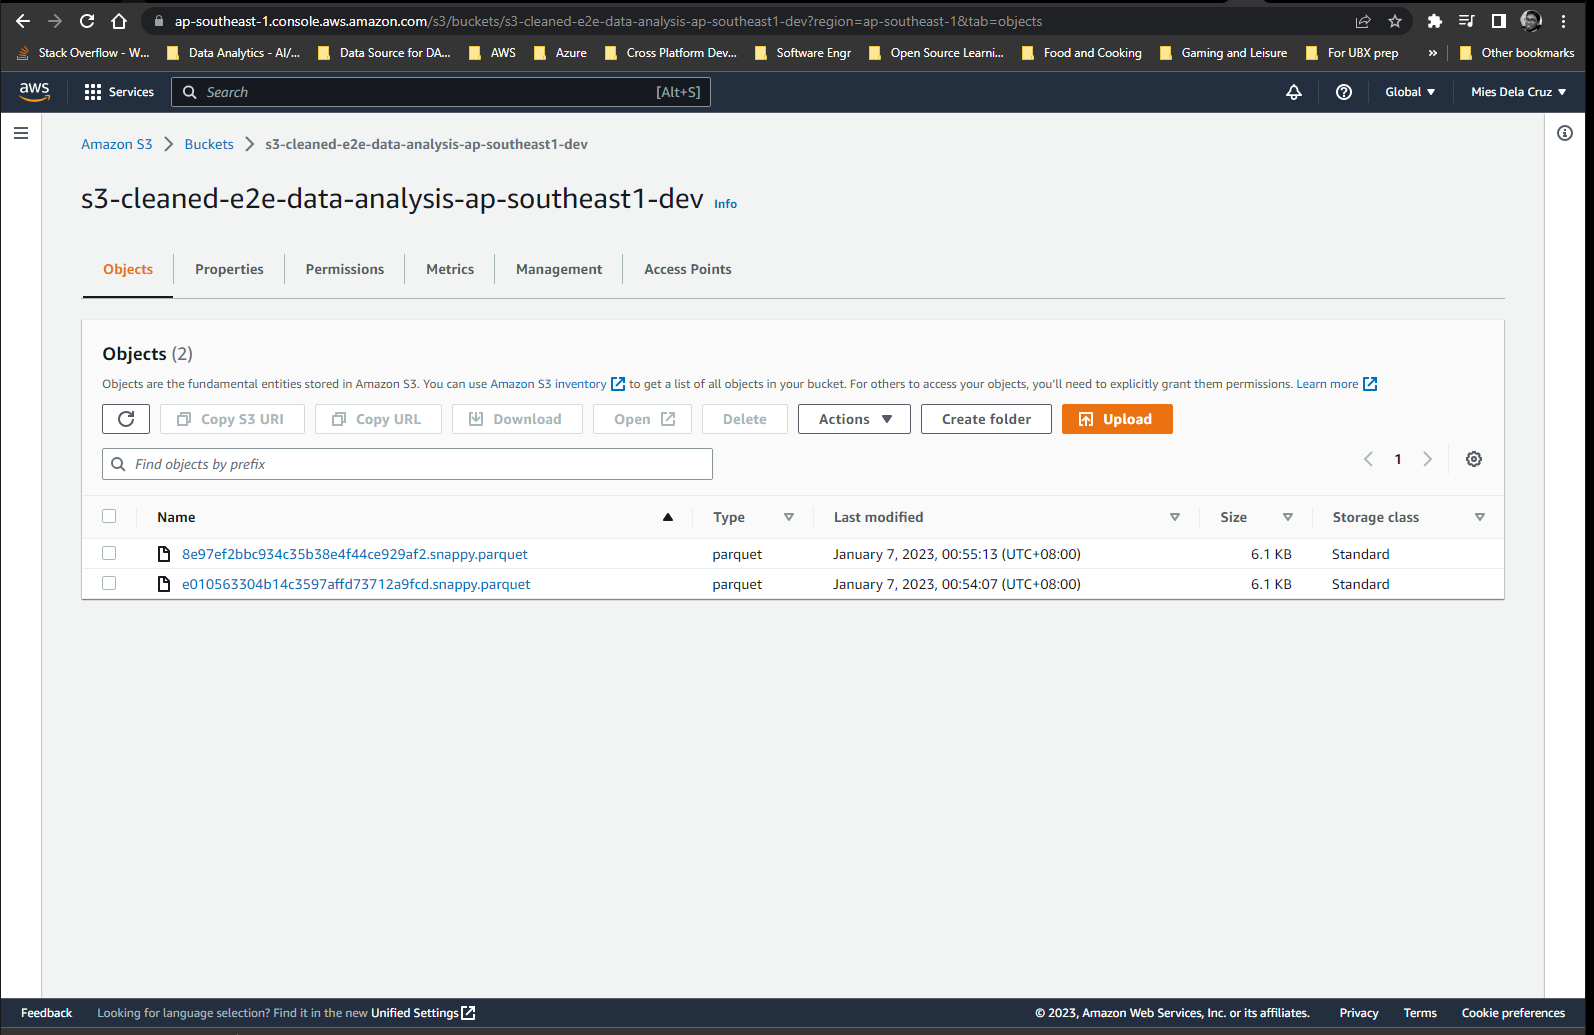 ap-southeast-1.console.aws.amazon.com/s3/buckets/s3-cleaned-e2e-data-analysis-ap-southeast1-dev?region=ap-southeast-1&tab=objects
Stack Overflow - W... Data Analytics - AI/... Data Source for DA... AWS Azure Cross Platform Dev... Software Engr Open Source Learni... Food and Cooking Gaming and Leisure For UBX prep » Other bookmarks
aws Services Search [Alt+S] Global Mies Dela Cruz
Amazon S3 Buckets s3-cleaned-e2e-data-analysis-ap-southeast1-dev
s3-cleaned-e2e-data-analysis-ap-southeast1-dev Info
Objects Properties Permissions Metrics Management Access Points
Objects (2)
Objects are the fundamental entities stored in Amazon S3. You can use Amazon S3 inventory to get a list of all objects in your bucket. For others to access your objects, you'll need to explicitly grant them permissions. Learn more
Copy S3 URI Copy URL Download Open Delete Actions Create folder Upload
Find objects by prefix 1
Name Type Last modified Size Storage class
8e97ef2bbc934c35b38e4f44ce929af2.snappy.parquet parquet January 7, 2023, 00:55:13 (UTC+08:00) 6.1 KB Standard
e010563304b14c3597affd73712a9fcd.snappy.parquet parquet January 7, 2023, 00:54:07 (UTC+08:00) 6.1 KB Standard
Feedback Looking for language selection? Find it in the new Unified Settings © 2023, Amazon Web Services, Inc. or its affiliates. Privacy Terms Cookie preferences